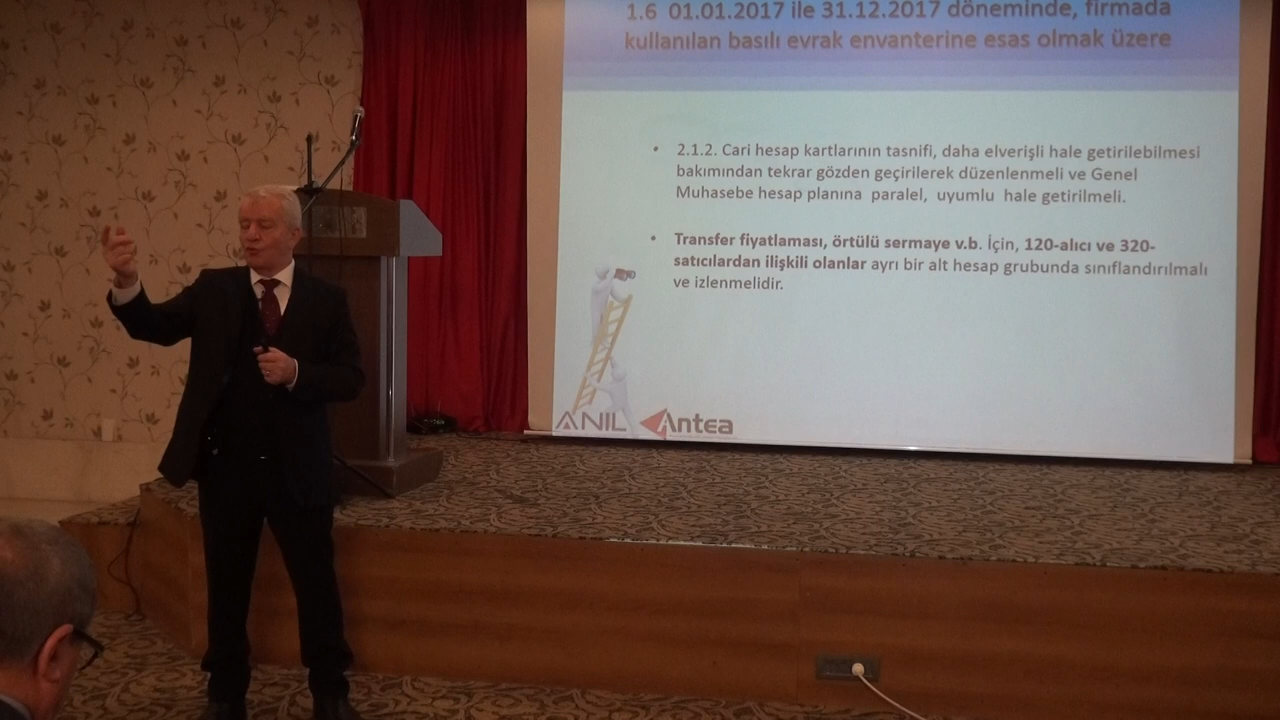 1.6 01.01.2017 ile 31.12.2017 döneminde, firmada
kullanılan basılı evrak envanterine esas olmak üzere
• 2.1.2. Cari hesap kartlarının tasnifi, daha elverişli hale getirilebilmesi
bakımından tekrar gözden geçirilerek düzenlenmeli ve Genel
Muhasebe hesap planına paralel, uyumlu hale getirilmeli.
• Transfer fiyatlaması, örtülü sermaye v.b. İçin, 120-alıcı ve 320-
satıcılardan ilişkili olanlar ayrı bir alt hesap grubunda sınıflandırılmalı
ve izlenmelidir.
ANIL Antea